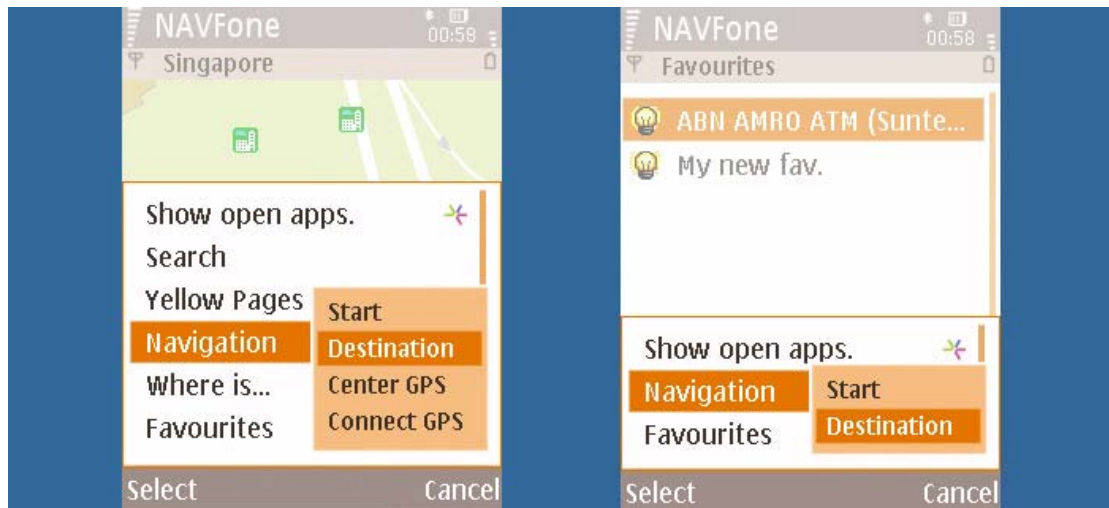 NAVFone
00:58
Singapore
Show open apps.
Search
Yellow Pages
Navigation
Where is...
Favourites
Start
Destination
Center GPS
Connect GPS
Select Cancel
NAVFone
00:58
Favourites
ABN AMRO ATM (Sunte...
My new fav.
Show open apps.
Navigation
Favourites
Start
Destination
Select Cancel